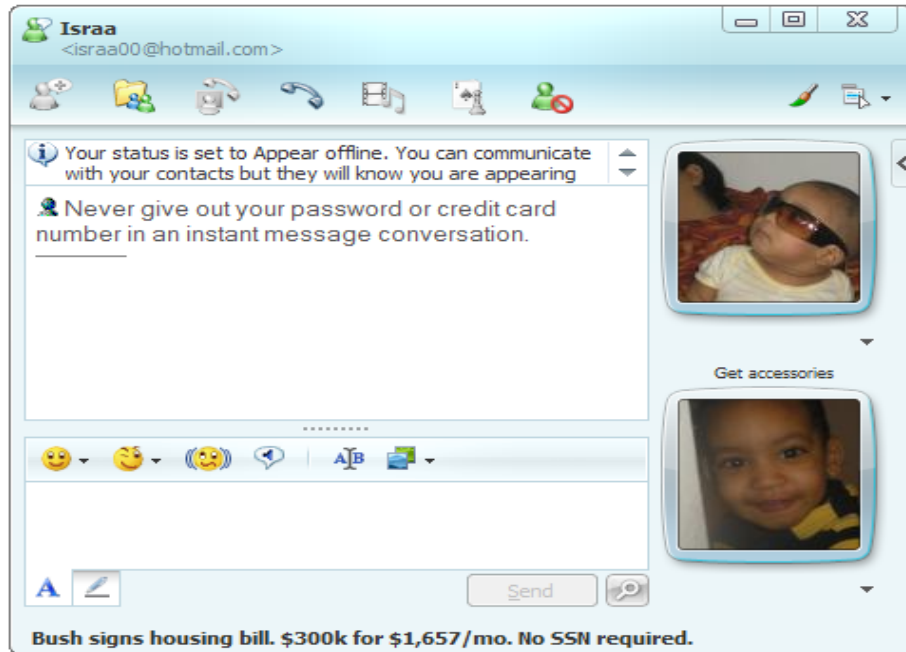 Israa
<israa00@hotmail.com>
Your status is set to Appear offline. You can communicate
with your contacts but they will know you are appearing
Never give out your password or credit card
number in an instant message conversation.
Get accessories
AB
A
Send
Bush signs housing bill. $300k for $1,657/mo. No SSN required.